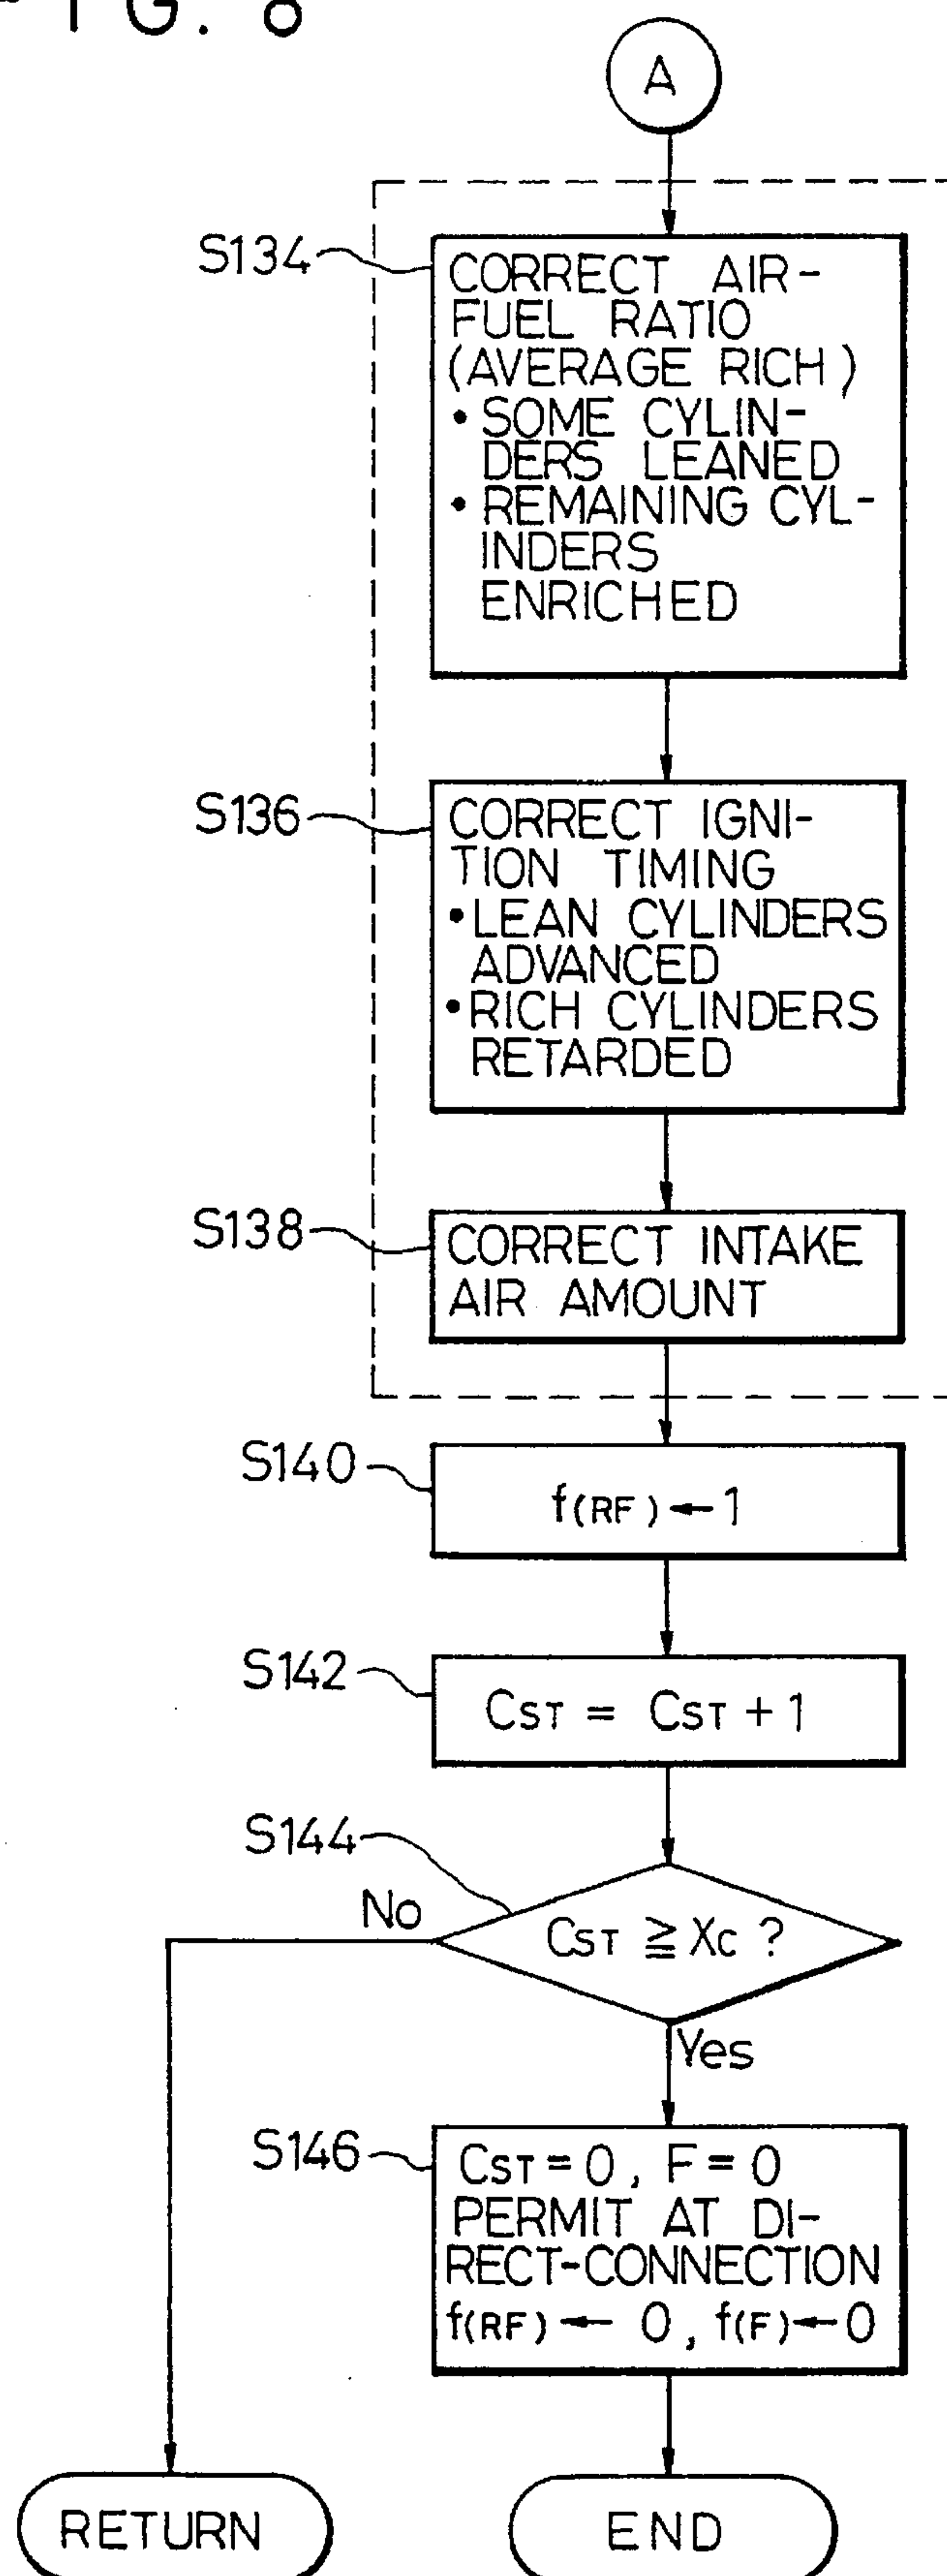 FIG. 8
A
S134
CORRECT AIR-
FUEL RATIO
(AVERAGE RICH)
• SOME CYLIN-
DERS LEANED
• REMAINING CYL-
INDERS
ENRICHED
S136
CORRECT IGNI-
TION TIMING
• LEAN CYLINDERS
ADVANCED
• RICH CYLINDERS
RETARDED
S138
CORRECT INTAKE
AIR AMOUNT
S140
f(RF) ← 1
S142
CST = CST + 1
S144
No
CST ≧ XC ?
Yes
S146
CST = 0, F = 0
PERMIT AT DI-
RECT-CONNECTION
f(RF) ← 0, f(F) ← 0
RETURN
END